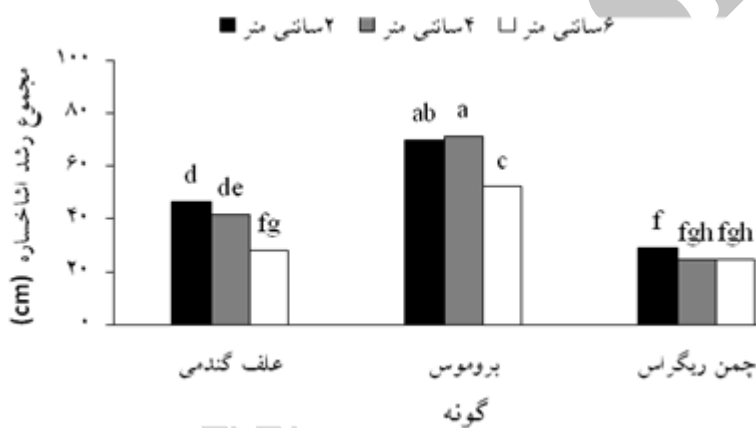 ۲سانتی متر ۴سانتی متر ۶سانتی متر
مجموع رشد اشاخساره (cm)
۱۰۰
۸۰
۶۰
۴۰
۲۰
۰
d de fg
ab a c
f fgh fgh
علف گندمی بروموس چمن ریگراس
گونه